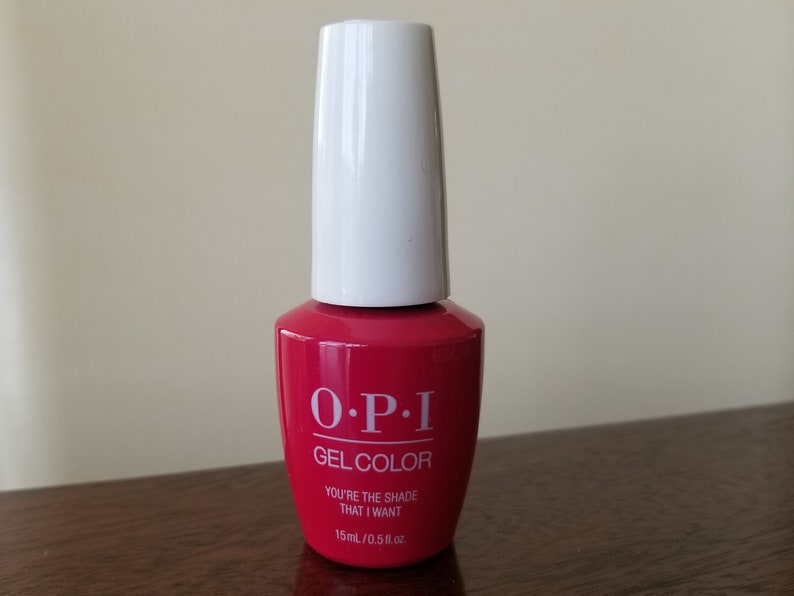 O·P·I
GELCOLOR
YOU'RE THE SHADE
THAT I WANT
15mL/0.5 fl.oz.